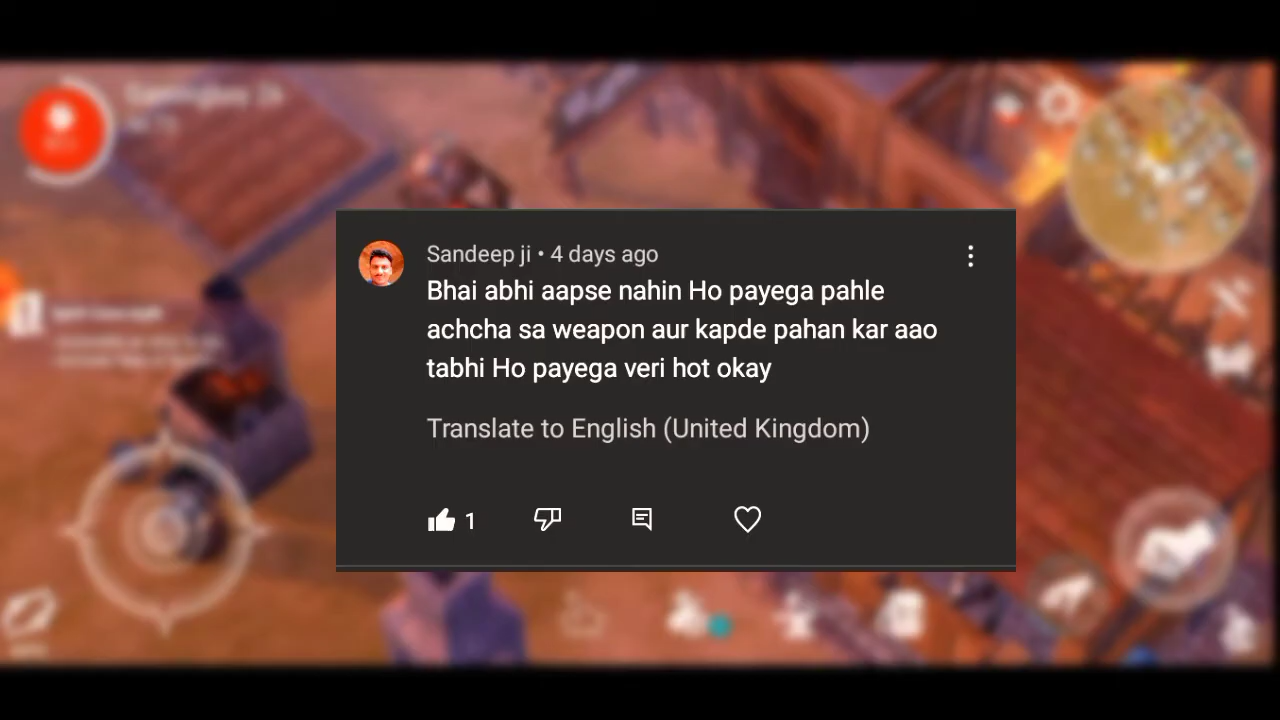 Sandeep ji • 4 days ago
Bhai abhi aapse nahin Ho payega pahle
achcha sa weapon aur kapde pahan kar aao
tabhi Ho payega veri hot okay
Translate to English (United Kingdom)
1